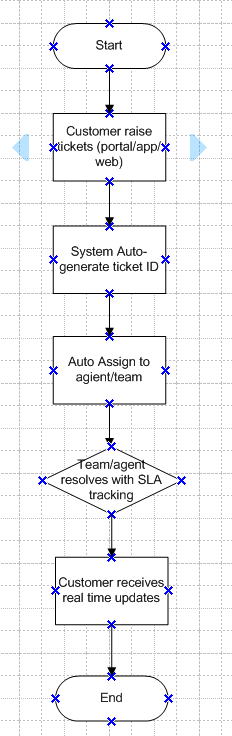 Start
Customer raise
tickets (portal/app/
web)
System Auto-
generate ticket ID
Auto Assign to
agient/team
Team/agent
resolves with SLA
tracking
Customer receives
real time updates
End